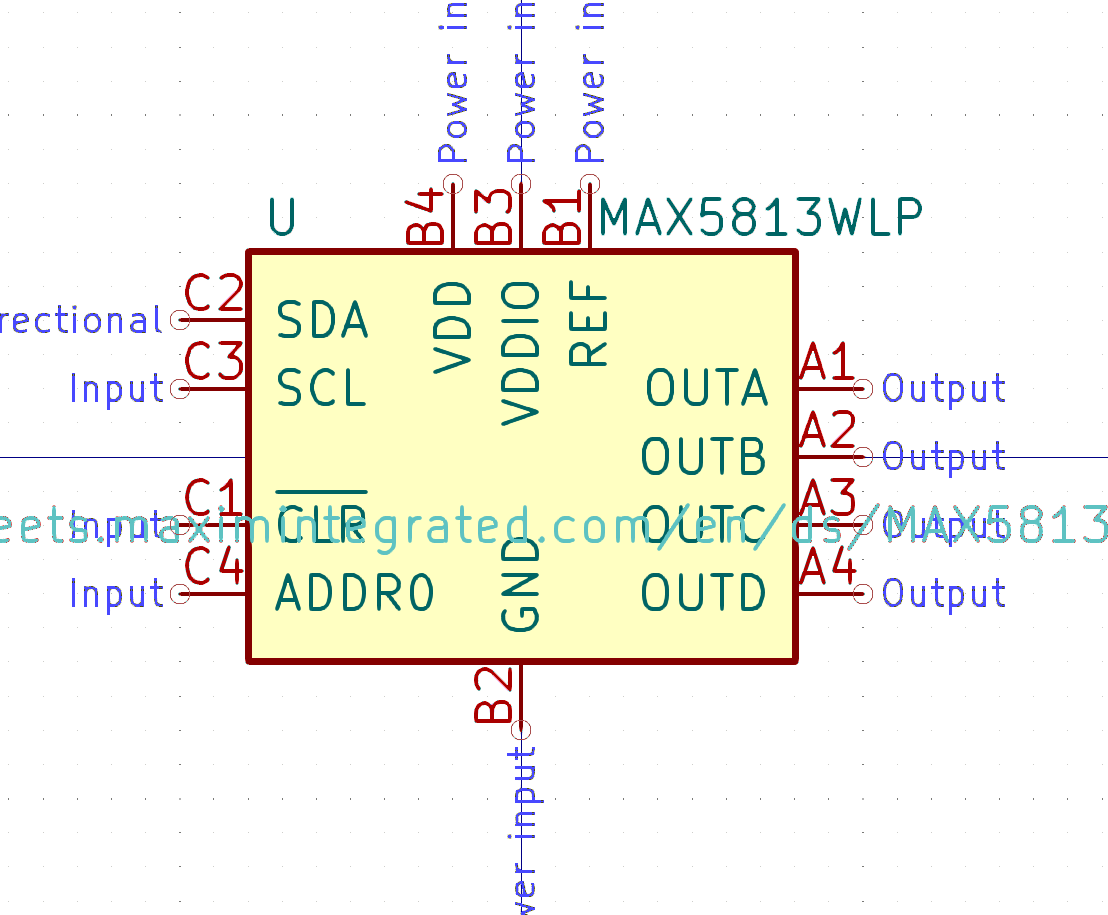 Power in
Power in
Power in
B4
B3
B1
U
MAX5813WLP
VDD
VDDIO
REF
rectional
C2
SDA
Input
C3
SCL
OUTA
A1
Output
OUTB
A2
Output
Input
C1
CLR
OUTC
A3
Output
eets.maximintegrated.com/en/ds/MAX5813
Input
C4
ADDR0
GND
OUTD
A4
Output
B2
wer input